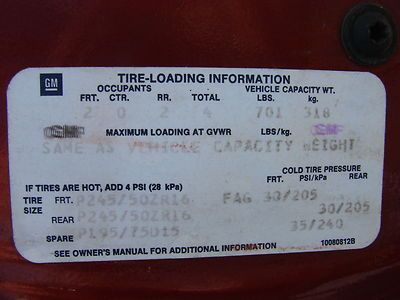 GM
TIRE-LOADING INFORMATION
OCCUPANTS VEHICLE CAPACITY WT.
FRT. CTR. RR. TOTAL LBS. kg.
2 0 2 4 701 318
MAXIMUM LOADING AT GVWR LBS/kg.
SAME AS VEHICLE CAPACITY WEIGHT
COLD TIRE PRESSURE
IF TIRES ARE HOT, ADD 4 PSI (28 kPa) FRT. PSI/kPa REAR
TIRE FRT. P245/50ZR16 FAG 30/205
SIZE REAR P245/50ZR16 30/205
SPARE P195/75D15 35/240
SEE OWNER'S MANUAL FOR ADDITIONAL INFORMATION 10080812B